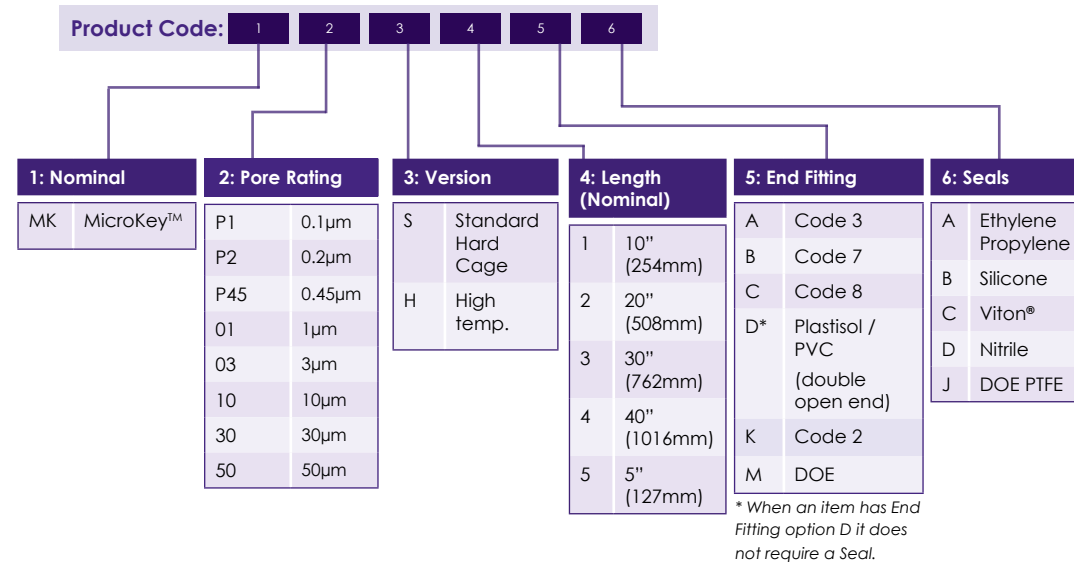 Product Code: 1 2 3 4 5 6
1: Nominal
MK MicroKey™
2: Pore Rating
P1 0.1µm
P2 0.2µm
P45 0.45µm
01 1µm
03 3µm
10 10µm
30 30µm
50 50µm
3: Version
S Standard
Hard
Cage
H High
temp.
4: Length
(Nominal)
1 10”
(254mm)
2 20”
(508mm)
3 30”
(762mm)
4 40”
(1016mm)
5 5”
(127mm)
5: End Fitting
A Code 3
B Code 7
C Code 8
D* Plastisol /
PVC
(double
open end)
K Code 2
M DOE
* When an item has End
Fitting option D it does
not require a Seal.
6: Seals
A Ethylene
Propylene
B Silicone
C Viton®
D Nitrile
J DOE PTFE